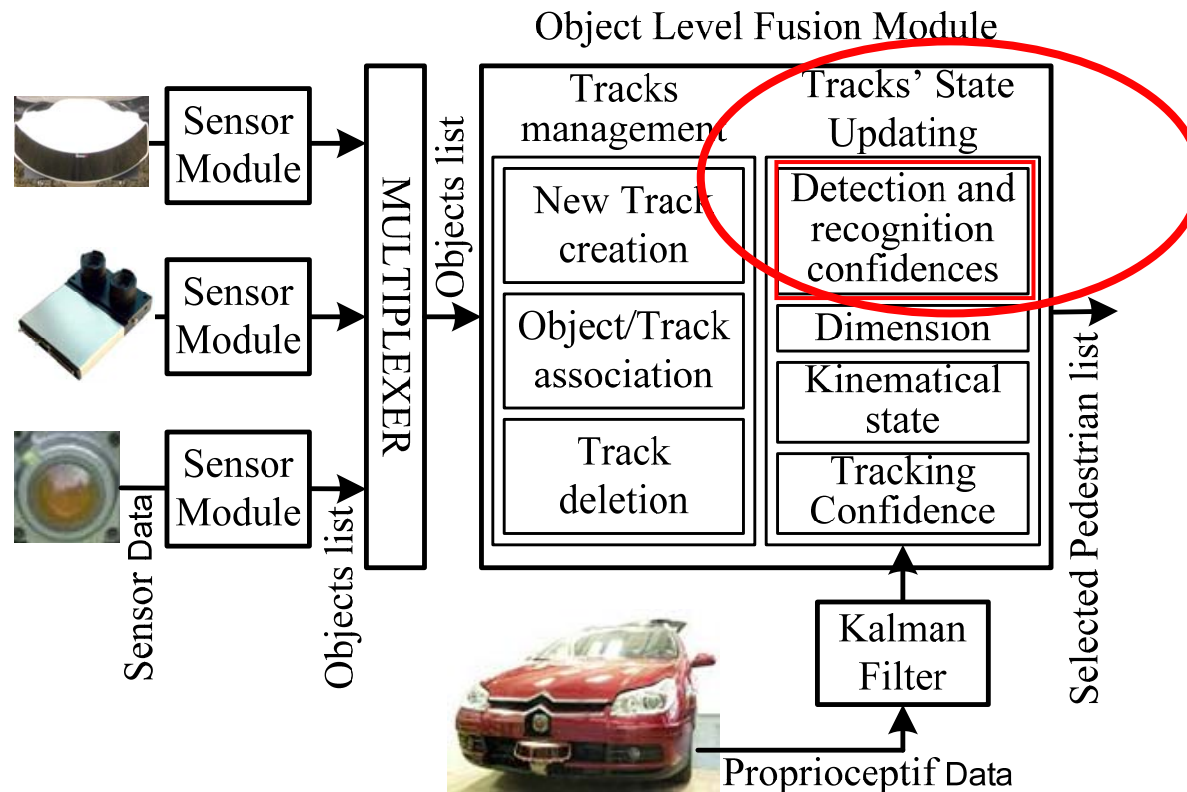 Object Level Fusion Module
Sensor
Module
Sensor
Module
Sensor
Module
Sensor Data
Objects list
MULTIPLEXER
Objects list
Tracks
management
New Track
creation
Object/Track
association
Track
deletion
Tracks' State
Updating
Detection and
recognition
confidences
Dimension
Kinematical
state
Tracking
Confidence
Selected Pedestrian list
Kalman
Filter
Proprioceptif Data